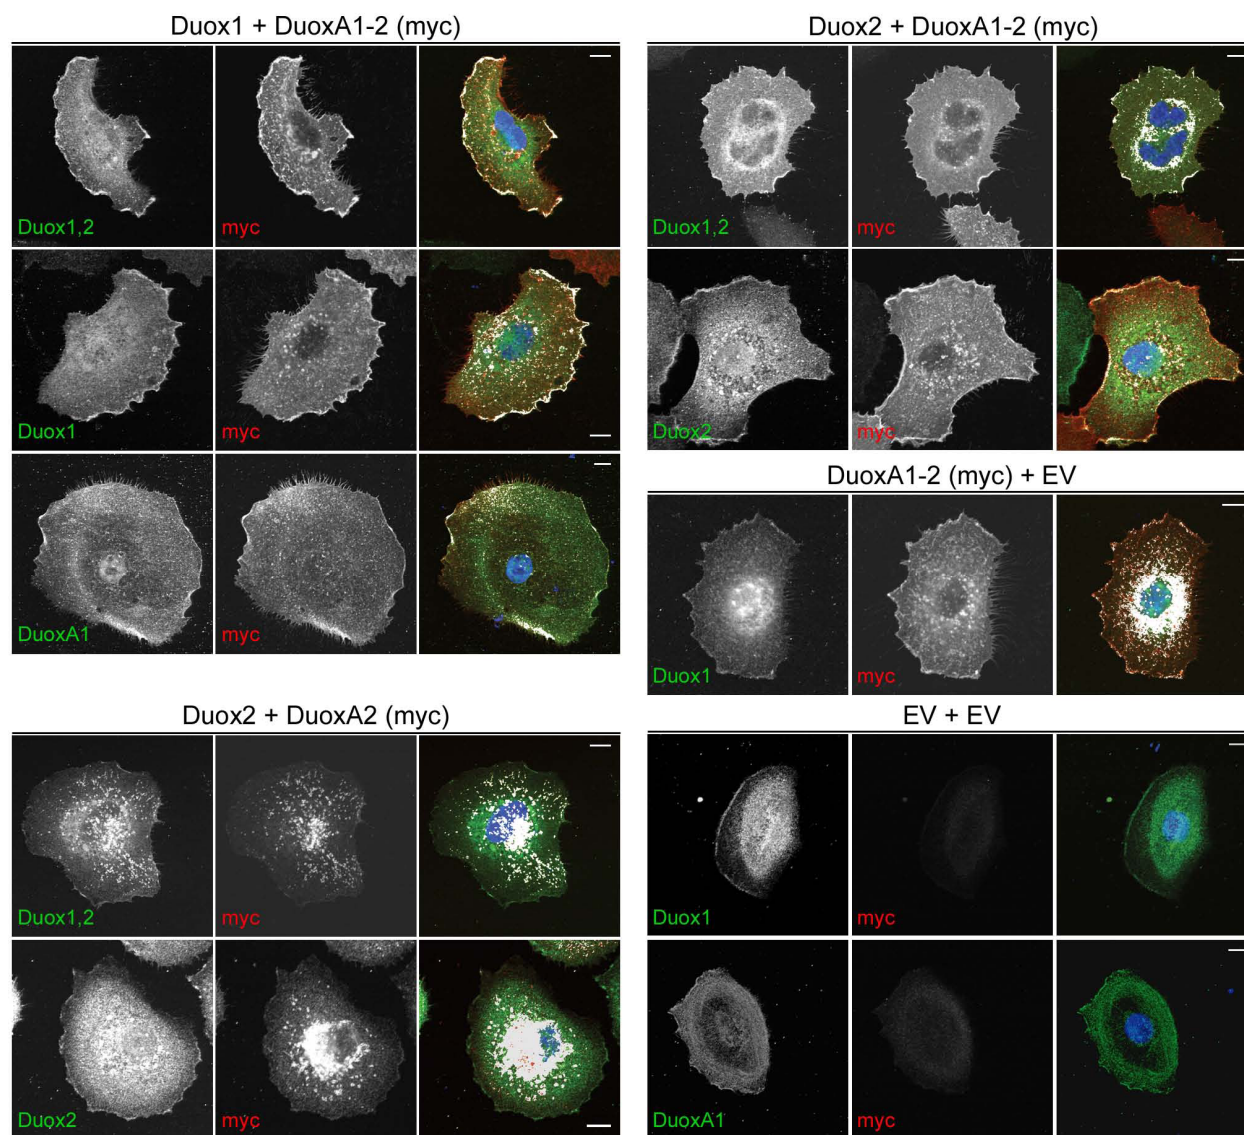 Duox1 + DuoxA1-2 (myc)
Duox1,2
myc
Duox1
myc
DuoxA1
myc
Duox2 + DuoxA1-2 (myc)
Duox1,2
myc
Duox2
myc
DuoxA1-2 (myc) + EV
Duox1
myc
Duox2 + DuoxA2 (myc)
Duox1,2
myc
Duox2
myc
EV + EV
Duox1
myc
DuoxA1
myc